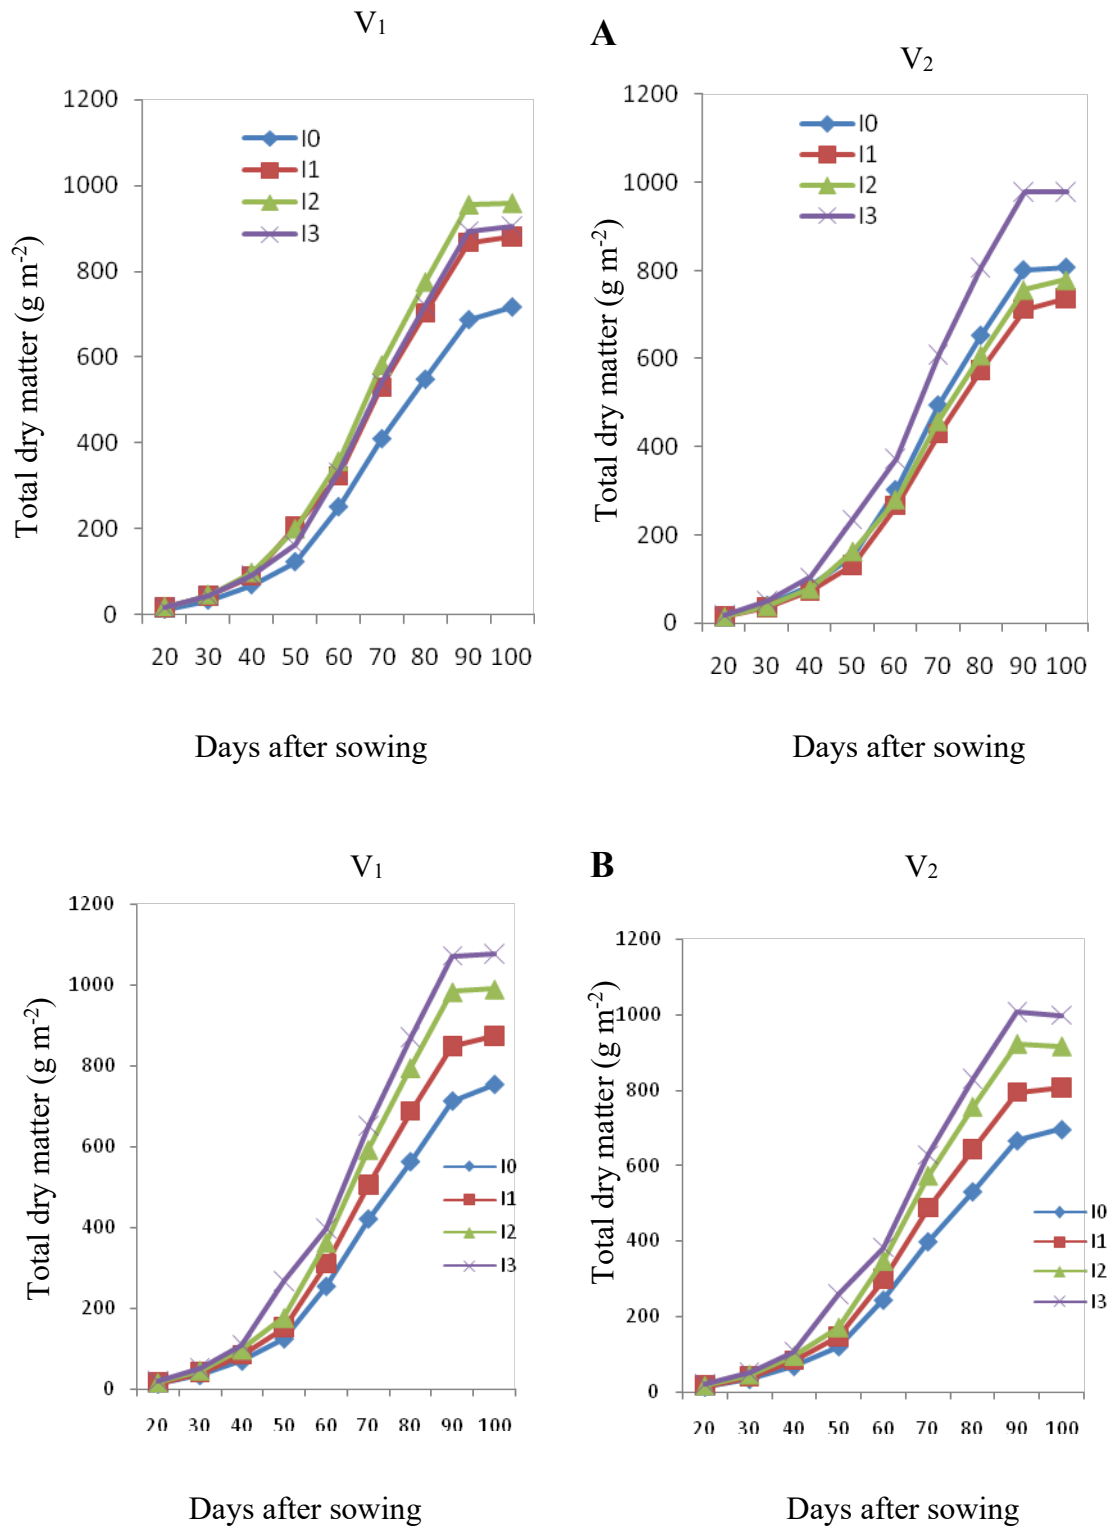 V₁
A
V₂
1200
1000
800
600
400
200
0
I0
I1
I2
I3
Total dry matter (g m⁻²)
20 30 40 50 60 70 80 90 100
Days after sowing
1200
1000
800
600
400
200
0
I0
I1
I2
I3
Total dry matter (g m⁻²)
20 30 40 50 60 70 80 90 100
Days after sowing
V₁
B
V₂
1200
1000
800
600
400
200
0
I0
I1
I2
I3
Total dry matter (g m⁻²)
20 30 40 50 60 70 80 90 100
Days after sowing
1200
1000
800
600
400
200
0
I0
I1
I2
I3
Total dry matter (g m⁻²)
20 30 40 50 60 70 80 90 100
Days after sowing